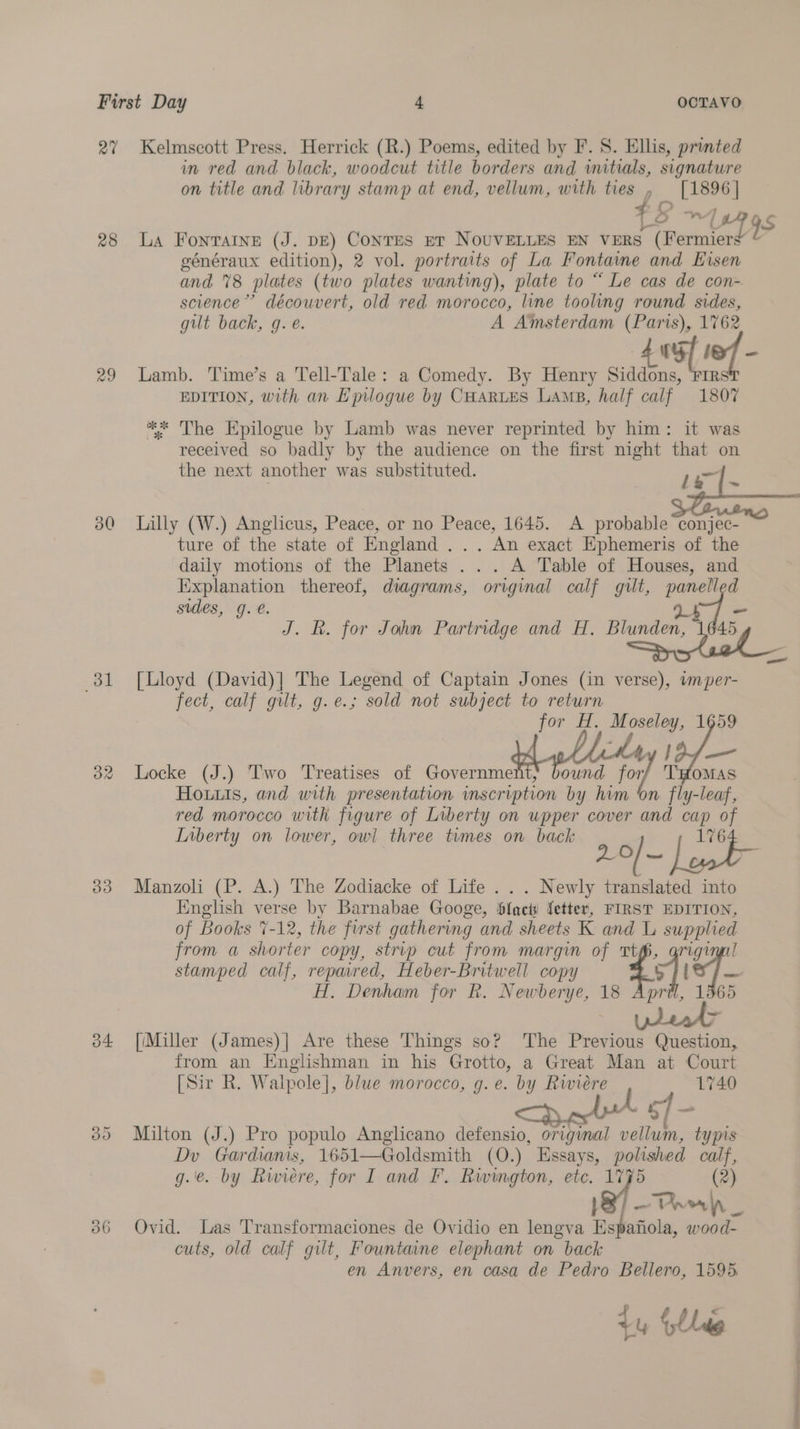 First Day 4 OCTAVO
27 Kelmscott Press. Herrick (R.) Poems, edited by F. S. Ellis, printed
in red and black, woodcut title borders and initials, signature
on title and library stamp at end, vellum, with ties [1896]
£8
28 La Fontaine (J. de) Contes et Nouvelles en vers (Fermiers
généraux edition), 2 vol. portraits of La Fontaine and Eisen
and 78 plates (two plates wanting), plate to “Le cas de con-
science” découvert, old red morocco, line tooling round sides,
gilt back, g. e. A Amsterdam (Paris), 1762
29 Lamb. Time's a Tell-Tale: a Comedy. By Henry Siddons, FIRST
EDITION, with an Epilogue by Charles Lamb, half calf 1807
*** The Epilogue by Lamb was never reprinted by him: it was
received so badly by the audience on the first night that on
the next another was substituted.
30 Lilly (W.) Anglicus, Peace, or no Peace, 1645. A probable conjec-
ture of the state of England . . . An exact Ephemeris of the
daily motions of the Planets . . . A Table of Houses, and
Explanation thereof, diagrams, original calf gilt, panelled
sides, g. e.
J. R. for John Partridge and H. Blunden, 1645
31 [Lloyd (David)] The Legend of Captain Jones (in verse), imper-
fect, calf gilt, g. e.; sold not subject to return
for H. Moseley, 1659
32 Locke (J.) Two Treatises of Government, bound for Thomas
Hollis, and with presentation inscription by him on fly-leaf,
red morocco with figure of Liberty on upper cover and cap of
Liberty on lower, owl three times on back 1764
20/-
33 Manzoli (P. A.) The Zodiacke of Life . . . Newly translated into
English verse by Barnabae Googe, black letter, FIRST EDITION,
of Books 7-12, the first gathering and sheets K and L supplied
from a shorter copy, strip cut from margin of title, original
stamped calf, repaired, Heber-Britwell copy
H. Denham for R. Newberye, 18 April, 1565
34 [Miller (James)] Are these Things so? The Previous Question,
from an Englishman in his Grotto, a Great Man at Court
[Sir R. Walpole], blue morocco, g. e. by Rivière 1740
35 Milton (J.) Pro populo Anglicano defensio, original vellum, typis
Dv Gardianis, 1651—Goldsmith (O.) Essays, polished calf,
g. e. by Rivière, for I and F. Rivington, etc. 1775 (2)
36 Ovid. Las Transformaciones de Ovidio en lengva Española, wood-
cuts, old calf gilt, Fountaine elephant on back
en Anvers, en casa de Pedro Bellero, 1595